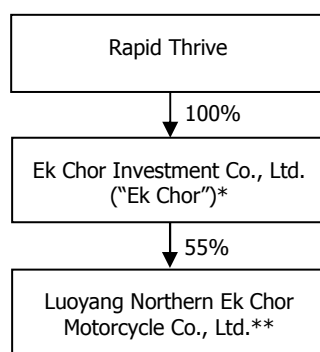 Rapid Thrive
100%
Ek Chor Investment Co., Ltd.
(“Ek Chor”)*
55%
Luoyang Northern Ek Chor
Motorcycle Co., Ltd.**